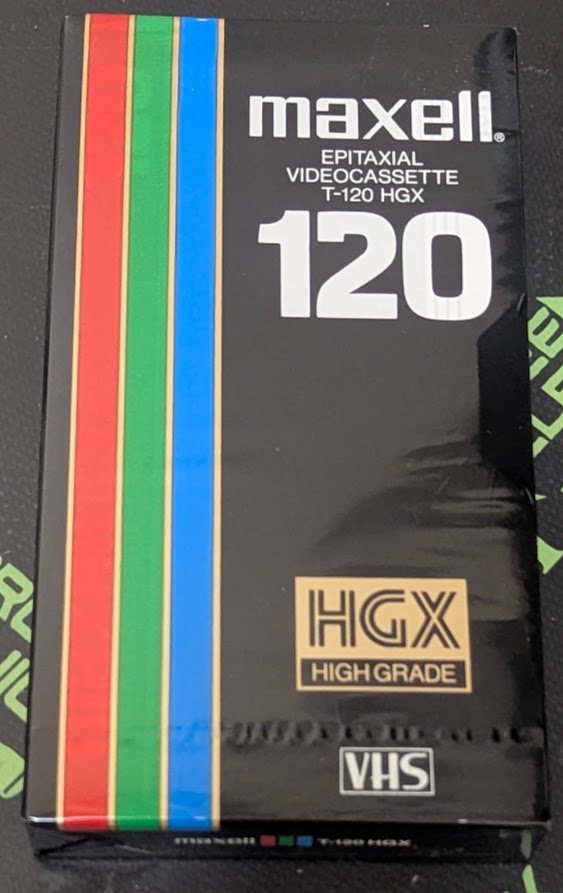 maxell®
EPITAXIAL
VIDEOCASSETTE
T-120 HGX
120
HGX
HIGH GRADE
VHS
maxell T-120 HGX